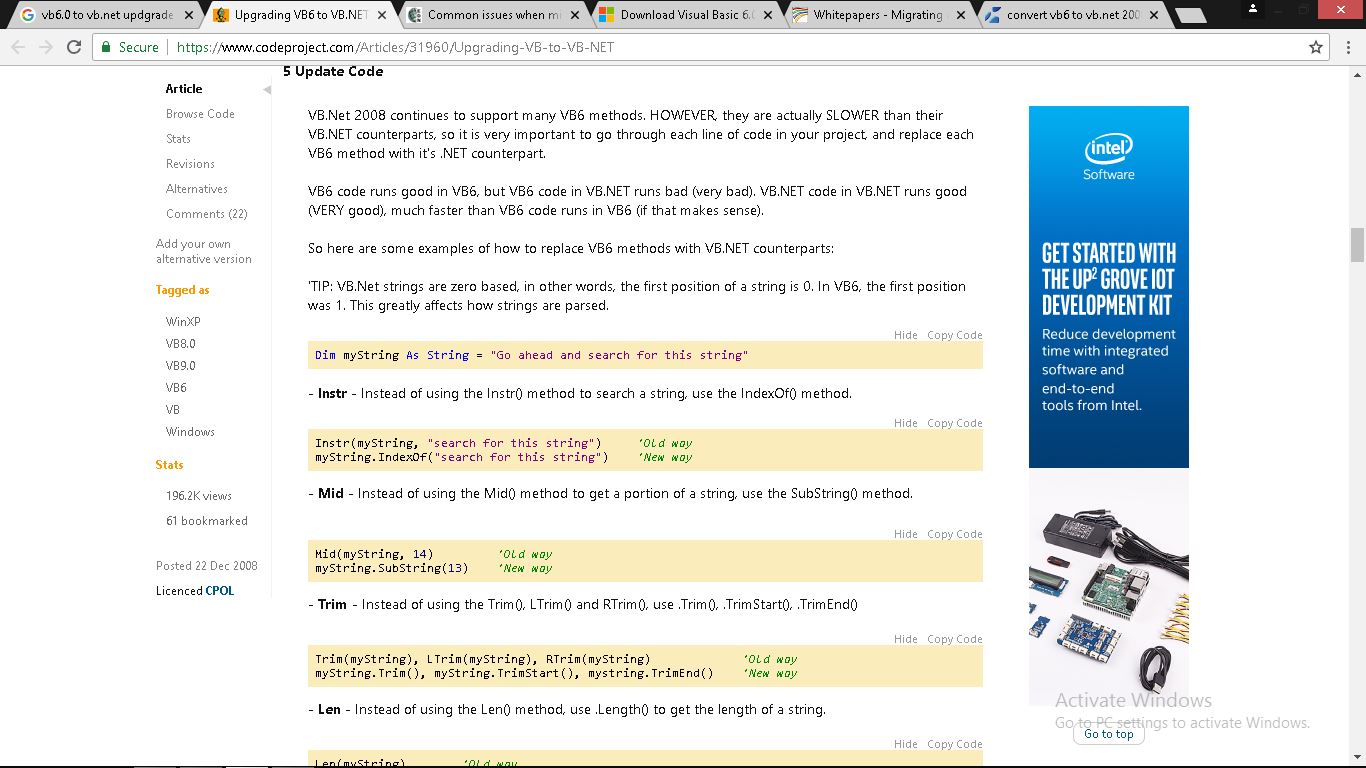 vb6.0 to vb.net updgrade
Upgrading VB6 to VB.NET
Common issues when mi
Download Visual Basic 6.0
Whitepapers - Migrating
convert vb6 to vb.net 200
Secure
https://www.codeproject.com/Articles/31960/Upgrading-VB-to-VB-NET
Article
Browse Code
Stats
Revisions
Alternatives
Comments (22)
Add your own
alternative version
Tagged as
WinXP
VB8.0
VB9.0
VB6
VB
Windows
Stats
196.2K views
61 bookmarked
Posted 22 Dec 2008
Licenced CPOL
5 Update Code
VB.Net 2008 continues to support many VB6 methods. HOWEVER, they are actually SLOWER than their
VB.NET counterparts, so it is very important to go through each line of code in your project, and replace each
VB6 method with it's .NET counterpart.
VB6 code runs good in VB6, but VB6 code in VB.NET runs bad (very bad). VB.NET code in VB.NET runs good
(VERY good), much faster than VB6 code runs in VB6 (if that makes sense).
So here are some examples of how to replace VB6 methods with VB.NET counterparts:
'TIP: VB.Net strings are zero based, in other words, the first position of a string is 0. In VB6, the first position
was 1. This greatly affects how strings are parsed.
Hide Copy Code
Dim myString As String = "Go ahead and search for this string"
- Instr - Instead of using the Instr() method to search a string, use the IndexOf() method.
Hide Copy Code
Instr(myString, "search for this string") 'Old way
myString.IndexOf("search for this string") 'New way
- Mid - Instead of using the Mid() method to get a portion of a string, use the SubString() method.
Hide Copy Code
Mid(myString, 14) 'Old way
myString.SubString(13) 'New way
- Trim - Instead of using the Trim(), LTrim() and RTrim(), use .Trim(), .TrimStart(), .TrimEnd()
Hide Copy Code
Trim(myString), LTrim(myString), RTrim(myString) 'Old way
myString.Trim(), myString.TrimStart(), mystring.TrimEnd() 'New way
- Len - Instead of using the Len() method, use .Length() to get the length of a string.
Hide Copy Code
Len(myString) 'Old way
intel
Software
GET STARTED WITH
THE UP² GROVE IOT
DEVELOPMENT KIT
Reduce development
time with integrated
software and
end-to-end
tools from Intel.
Activate Windows
Go to PC settings to activate Windows.
Go to top